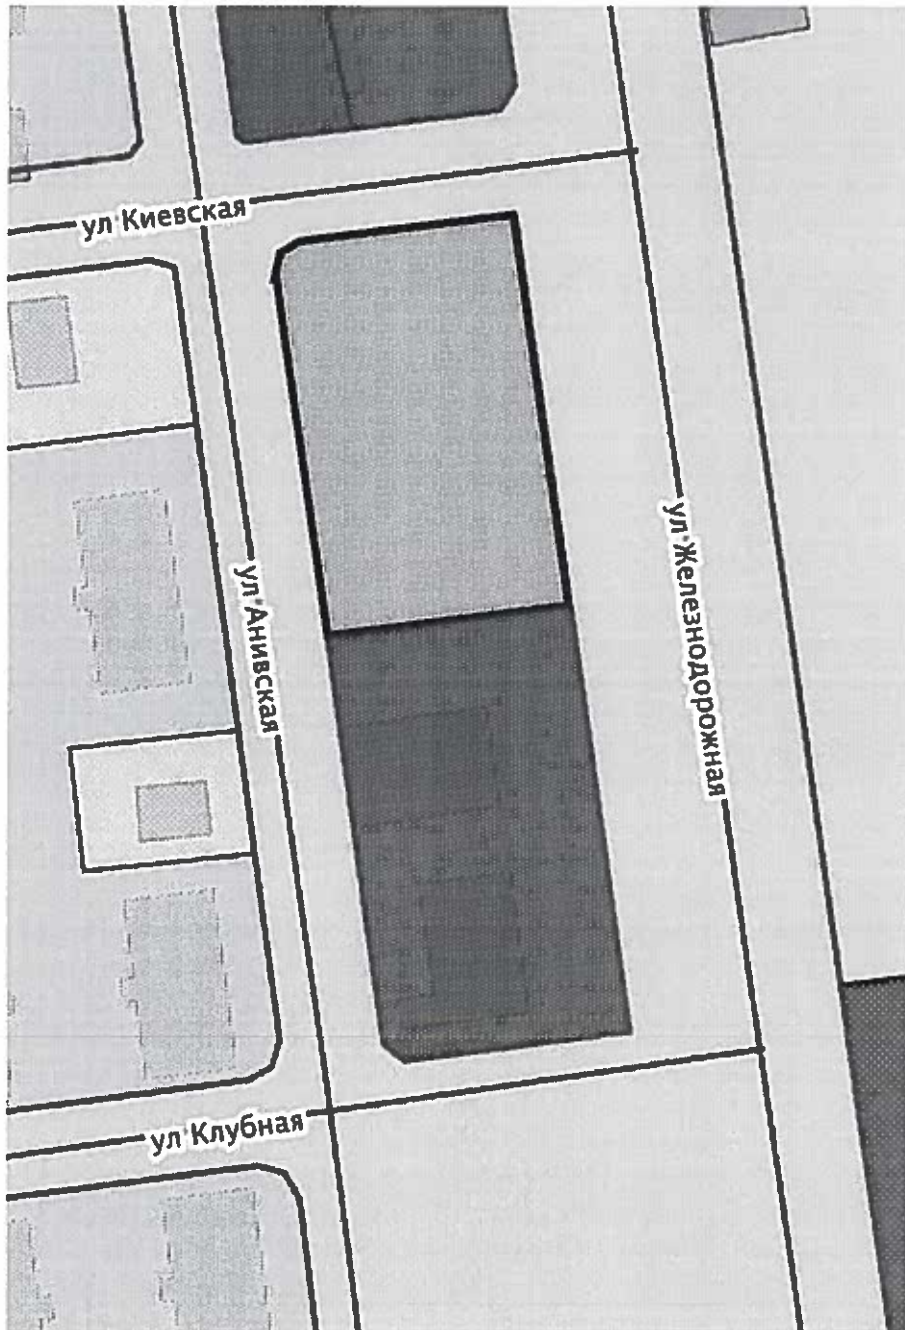 ул Киевская
ул Анивская
ул Железнодорожная
ул Клубная